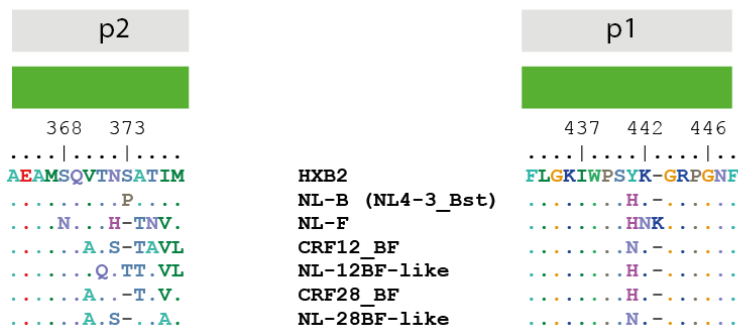 p2 p1
368 373 437 442 446
....|....|.... ....|....|....|..
AEAMSQVTNSATIM HXB2 FLGKIWPSYK-GRPGNF
.........P.... NL-B (NL4-3_Bst) ........H.-......
....N...H-TNV. NL-F ........HNK......
......A.S-TAVL CRF12_BF ........N.-......
.......Q.TT.VL NL-12BF-like ........H.-......
......A..-T.V. CRF28_BF ........H.-......
......A.S-..A. NL-28BF-like ........N.-......